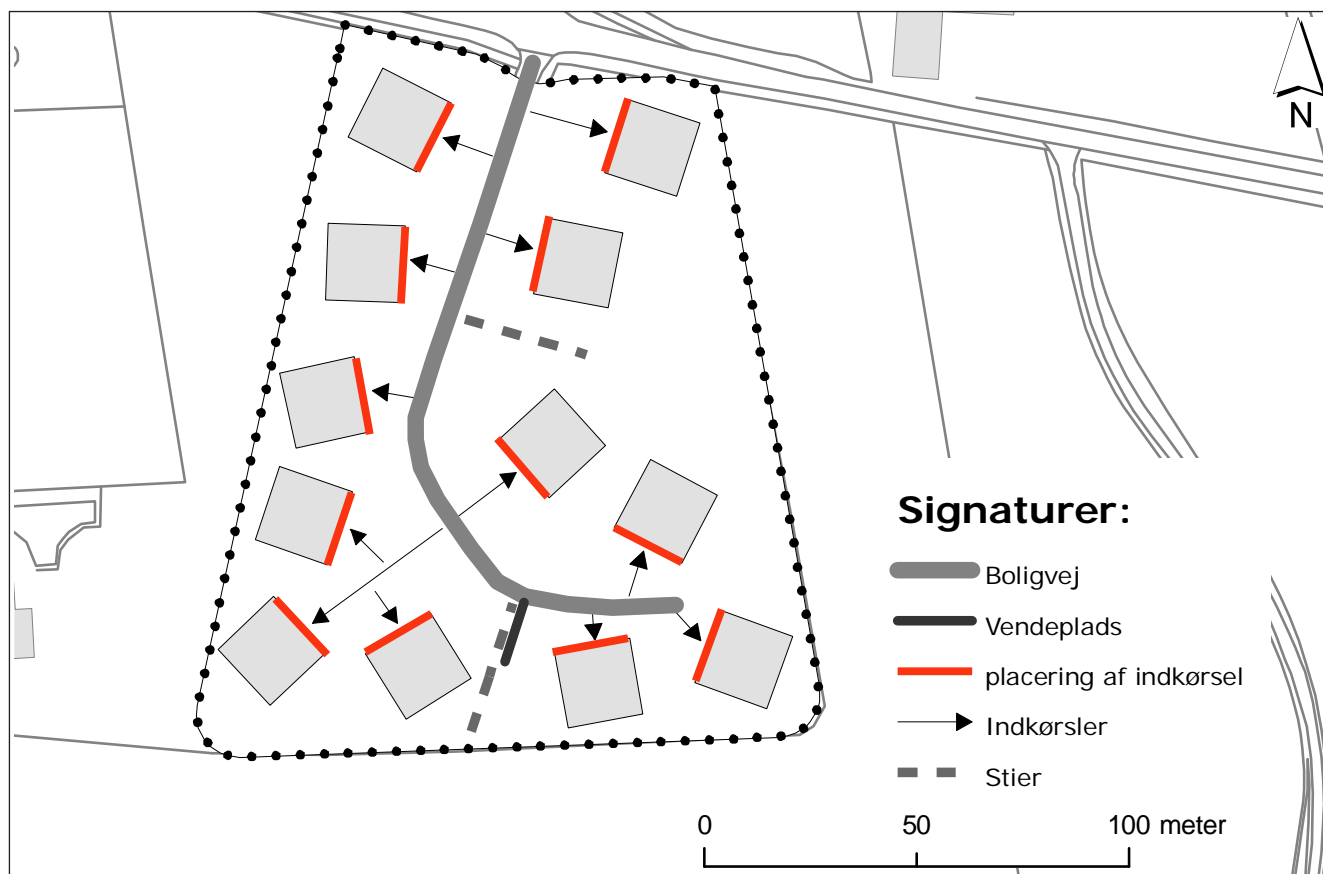 N
Signaturer:
Boligvej
Vendeplads
placering af indkørsel
Indkørsler
Stier
0 50 100 meter